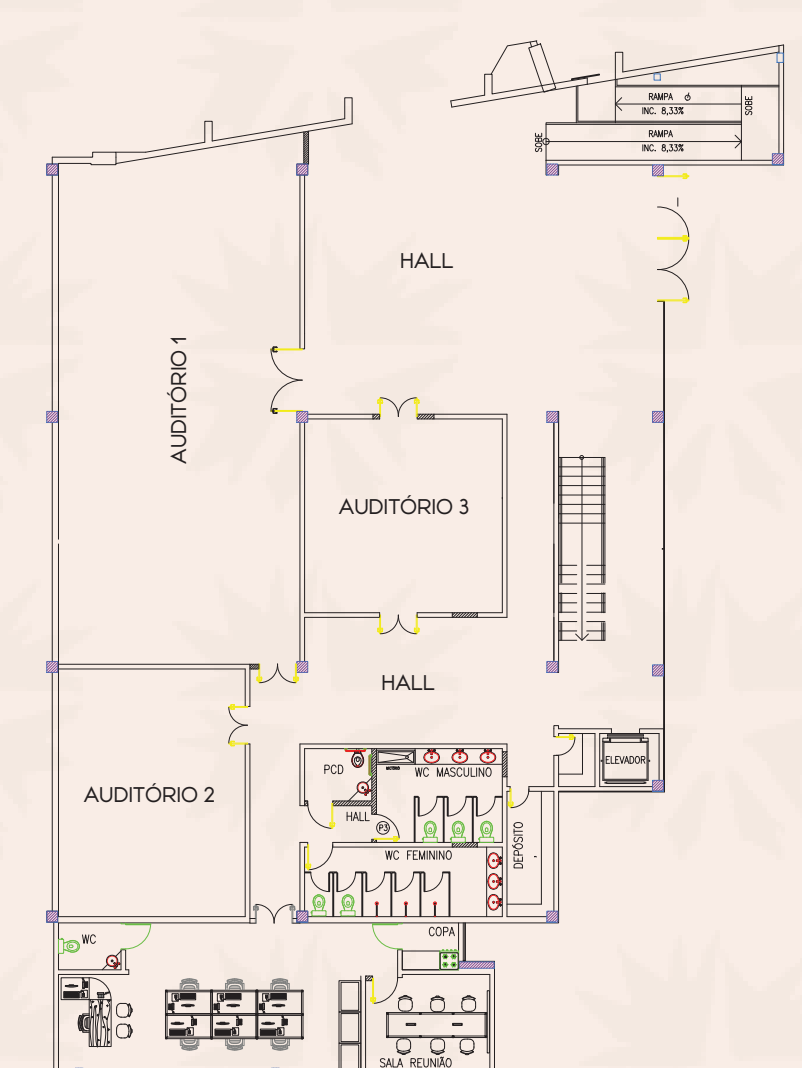 RAMPA
INC. 8,33%
SOBE
SOBE
RAMPA
INC. 8,33%
HALL
AUDITÓRIO 1
AUDITÓRIO 3
HALL
PCD
WC MASCULINO
ELEVADOR
AUDITÓRIO 2
HALL
P3
DEPÓSITO
WC FEMININO
COPA
WC
SALA REUNIÃO